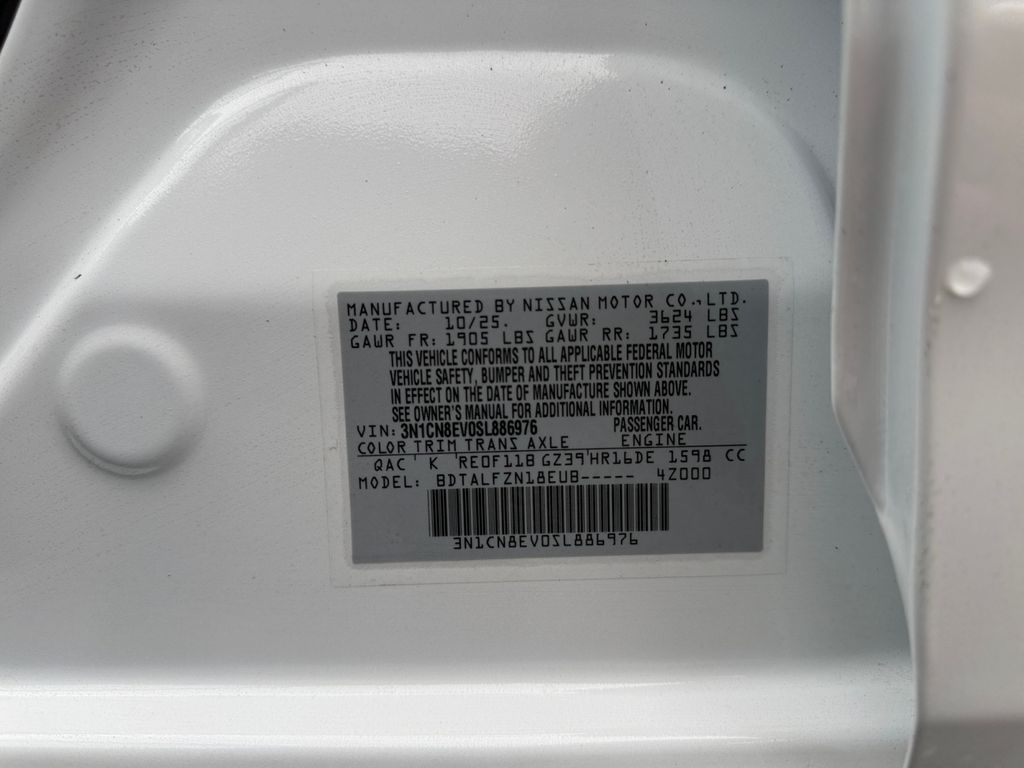 MANUFACTURED BY NISSAN MOTOR CO., LTD.
DATE: 10/25. GVWR: 3624 LBS
GAWR FR: 1905 LBS GAWR RR: 1735 LBS
THIS VEHICLE CONFORMS TO ALL APPLICABLE FEDERAL MOTOR
VEHICLE SAFETY, BUMPER AND THEFT PREVENTION STANDARDS
IN EFFECT ON THE DATE OF MANUFACTURE SHOWN ABOVE.
SEE OWNER'S MANUAL FOR ADDITIONAL INFORMATION.
VIN: 3N1CN8EV0SL886976 PASSENGER CAR.
COLOR TRIM TRANS AXLE ENGINE
QAC' K 'RE0F11B GZ39'HR16DE 1598 CC
MODEL: BDTALFZN18EUB----- 4Z000
3N1CN8EV0SL886976